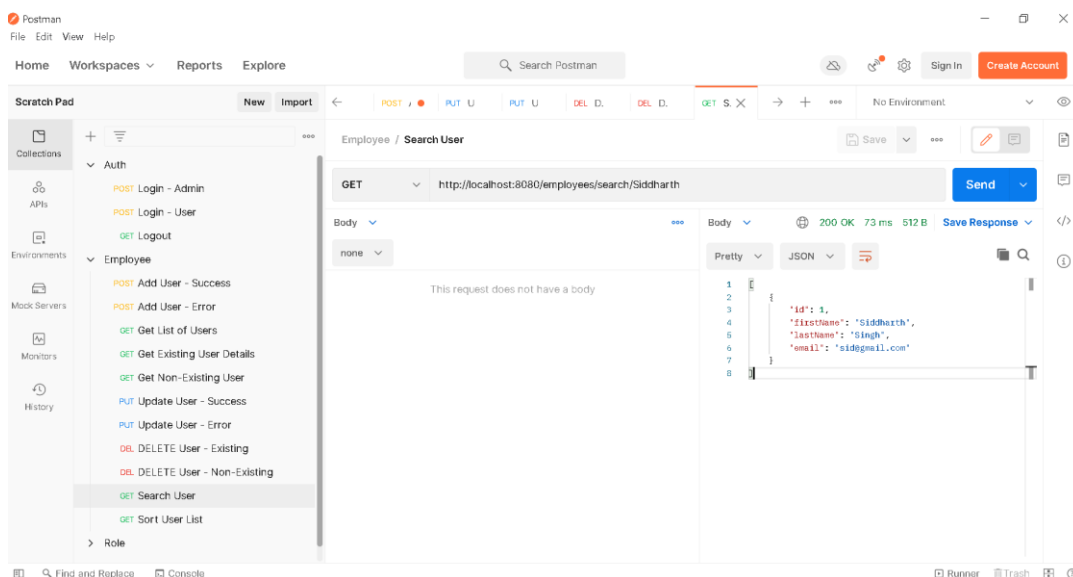 Postman
File Edit View Help
Home Workspaces Reports Explore
Search Postman
Sign In
Create Account
Scratch Pad
New
Import
POST
PUT U
PUT U
DEL D.
DEL D.
GET S.
No Environment
Collections
APIs
Environments
Mock Servers
Monitors
History
Auth
POST Login - Admin
POST Login - User
GET Logout
Employee
POST Add User - Success
POST Add User - Error
GET Get List of Users
GET Get Existing User Details
GET Get Non-Existing User
PUT Update User - Success
PUT Update User - Error
DEL DELETE User - Existing
DEL DELETE User - Non-Existing
GET Search User
GET Sort User List
Role
Employee / Search User
Save
GET
http://localhost:8080/employees/search/Siddharth
Send
Body
none
This request does not have a body
Body
200 OK 73 ms 512 B Save Response
Pretty
JSON
1 [
2 {
3 "id": 1,
4 "firstName": "Siddharth",
5 "lastName": "Singh",
6 "email": "sid@gmail.com"
7 }
8 ]
Find and Replace
Console
Runner
Trash